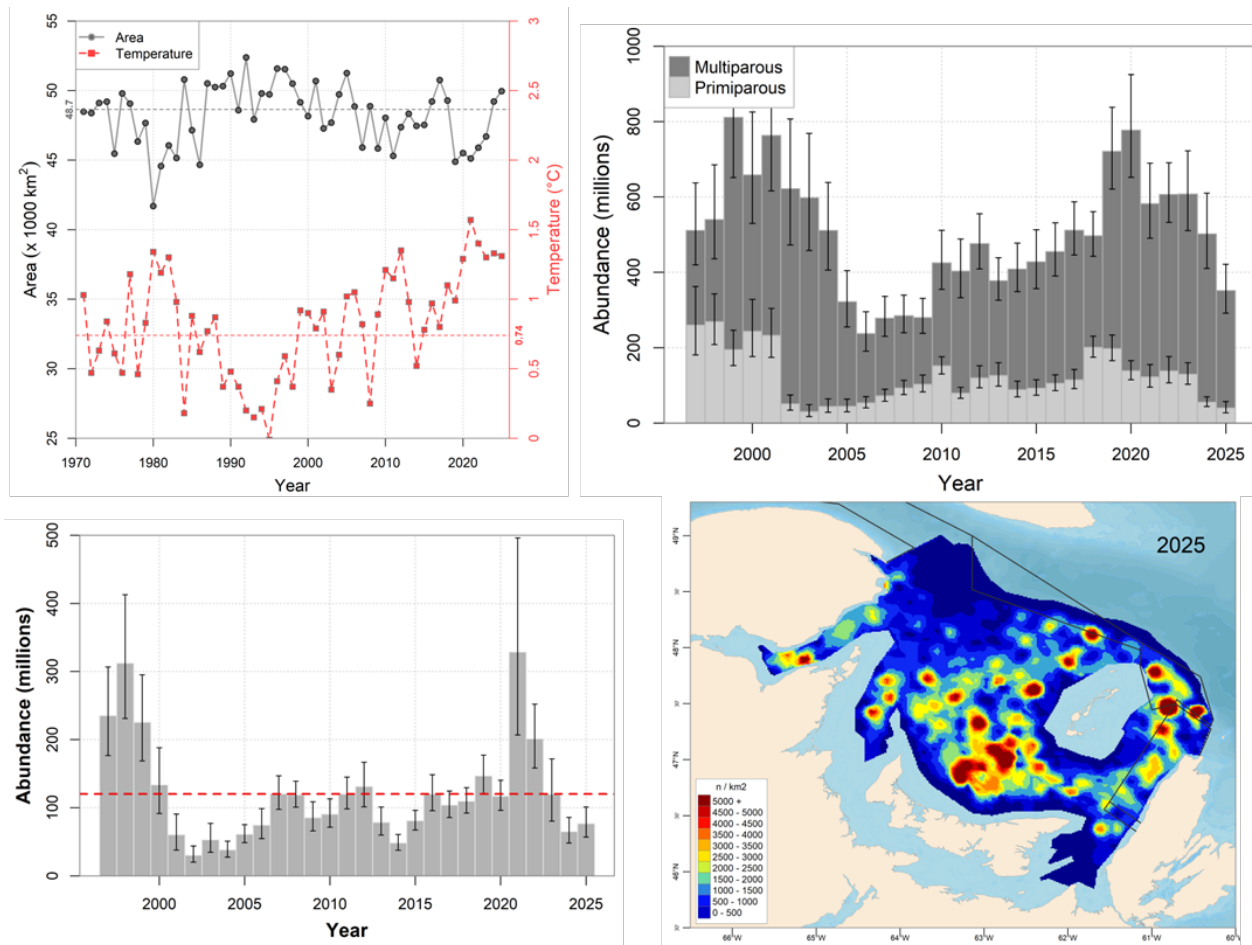 Area
Temperature
48.7
0.74
Area (x 1000 km²)
Temperature (°C)
25
30
35
40
45
50
55
0
0.5
1
1.5
2
2.5
3
1970
1980
1990
2000
2010
2020
Year
Multiparous
Primiparous
Abundance (millions)
0
200
400
600
800
1000
2000
2005
2010
2015
2020
2025
Year
Abundance (millions)
0
100
200
300
400
500
2000
2005
2010
2015
2020
2025
Year
2025
49°N
48°N
47°N
46°N
n / km2
5000 +
4500 - 5000
4000 - 4500
3500 - 4000
3000 - 3500
2500 - 3000
2000 - 2500
1500 - 2000
1000 - 1500
500 - 1000
0 - 500
66°W
65°W
64°W
63°W
62°W
61°W
60°